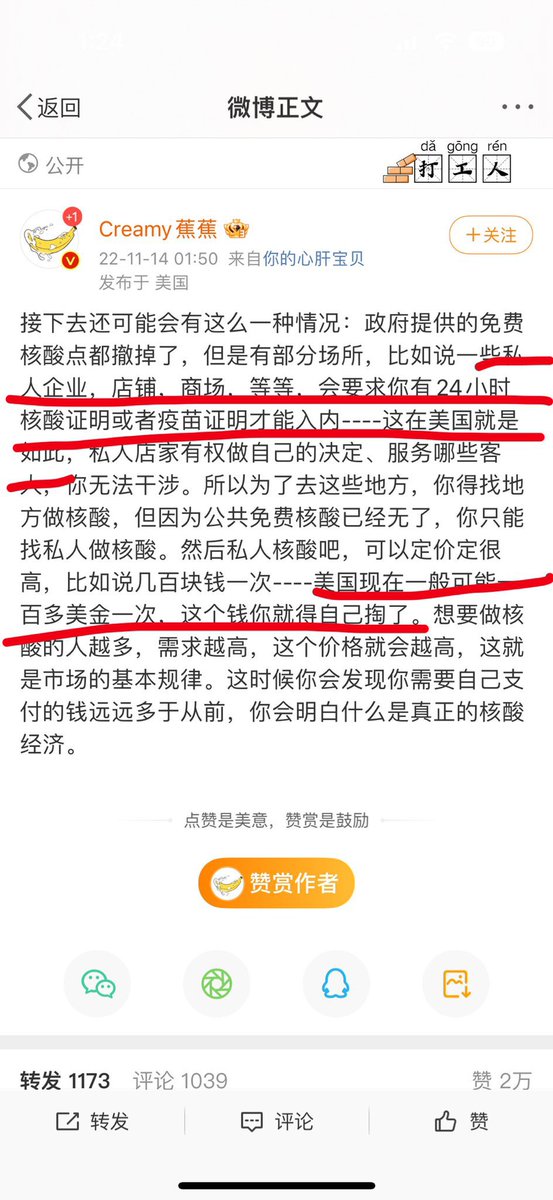 1:24
返回
微博正文
公开
dǎ gōng rén
打工人
+1
Creamy蕉蕉
V
+关注
22-11-14 01:50 来自你的心肝宝贝
发布于 美国
接下去还可能会有这么一种情况：政府提供的免费
核酸点都撤掉了，但是有部分场所，比如说一些私
人企业，店铺，商场，等等，会要求你有24小时
核酸证明或者疫苗证明才能入内----这在美国就是
如此，私人店家有权做自己的决定、服务哪些客
人，你无法干涉。所以为了去这些地方，你得找地
方做核酸，但因为公共免费核酸已经无了，你只能
找私人做核酸。然后私人核酸吧，可以定价定很
高，比如说几百块钱一次----美国现在一般可能一
百多美金一次，这个钱你就得自己掏了。想要做核
酸的人越多，需求越高，这个价格就会越高，这就
是市场的基本规律。这时候你会发现你需要自己支
付的钱远远多于从前，你会明白什么是真正的核酸
经济。
点赞是美意，赞赏是鼓励
赞赏作者
转发 1173 评论 1039 赞 2万
转发 评论 赞